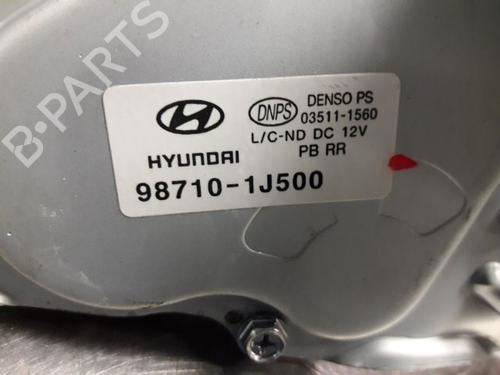 B-PARTS
HYUNDAI
98710-1J500
DNPS DENSO PS
03511-1560
L/C-ND DC 12V
PB RR